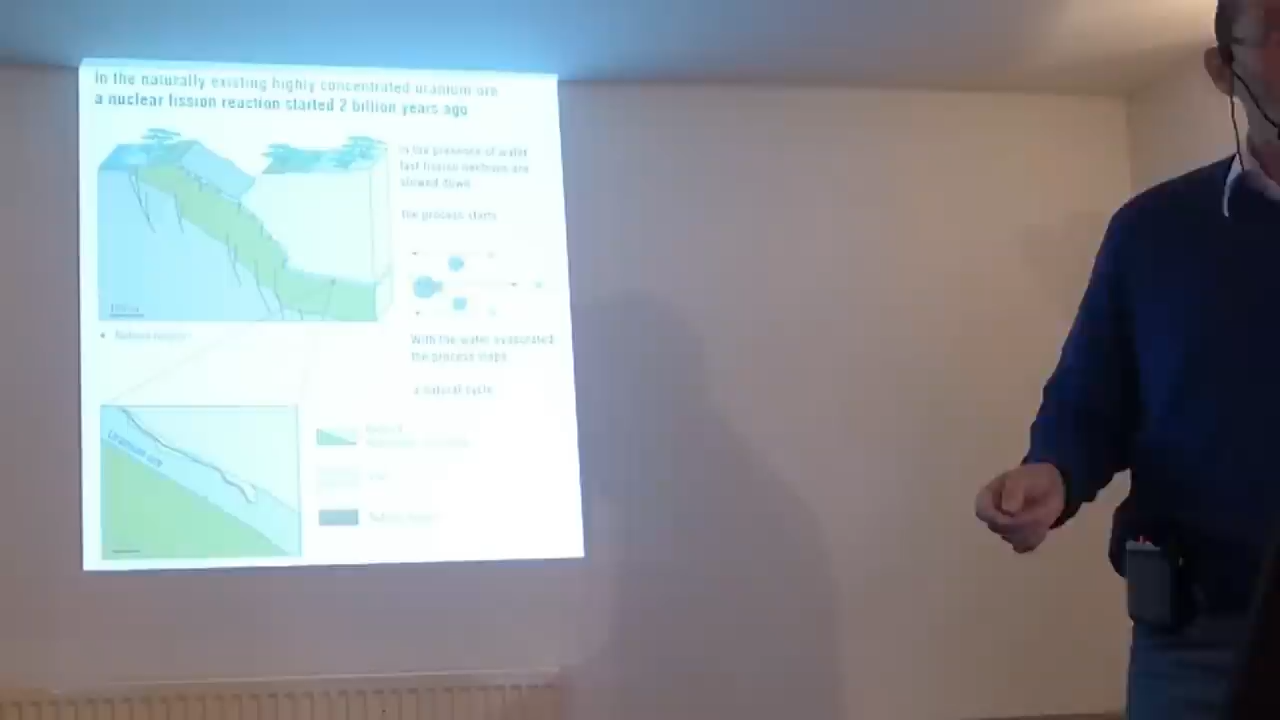 In the naturally existing highly concentrated uranium ore
a nuclear fission reaction started 2 billion years ago
In the presence of water
fast fission neutrons are
slowed down
the process starts
With the water evaporated
the process stops
a natural cycle
Uranium ore